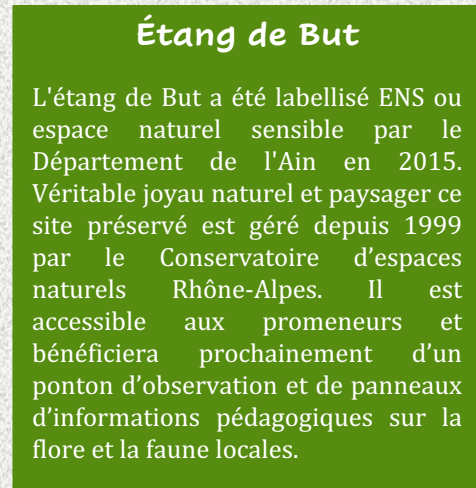 Étang de But
L'étang de But a été labellisé ENS ou
espace naturel sensible par le
Département de l'Ain en 2015.
Véritable joyau naturel et paysager ce
site préservé est géré depuis 1999
par le Conservatoire d’espaces
naturels Rhône-Alpes. Il est
accessible aux promeneurs et
bénéficiera prochainement d’un
ponton d’observation et de panneaux
d’informations pédagogiques sur la
flore et la faune locales.